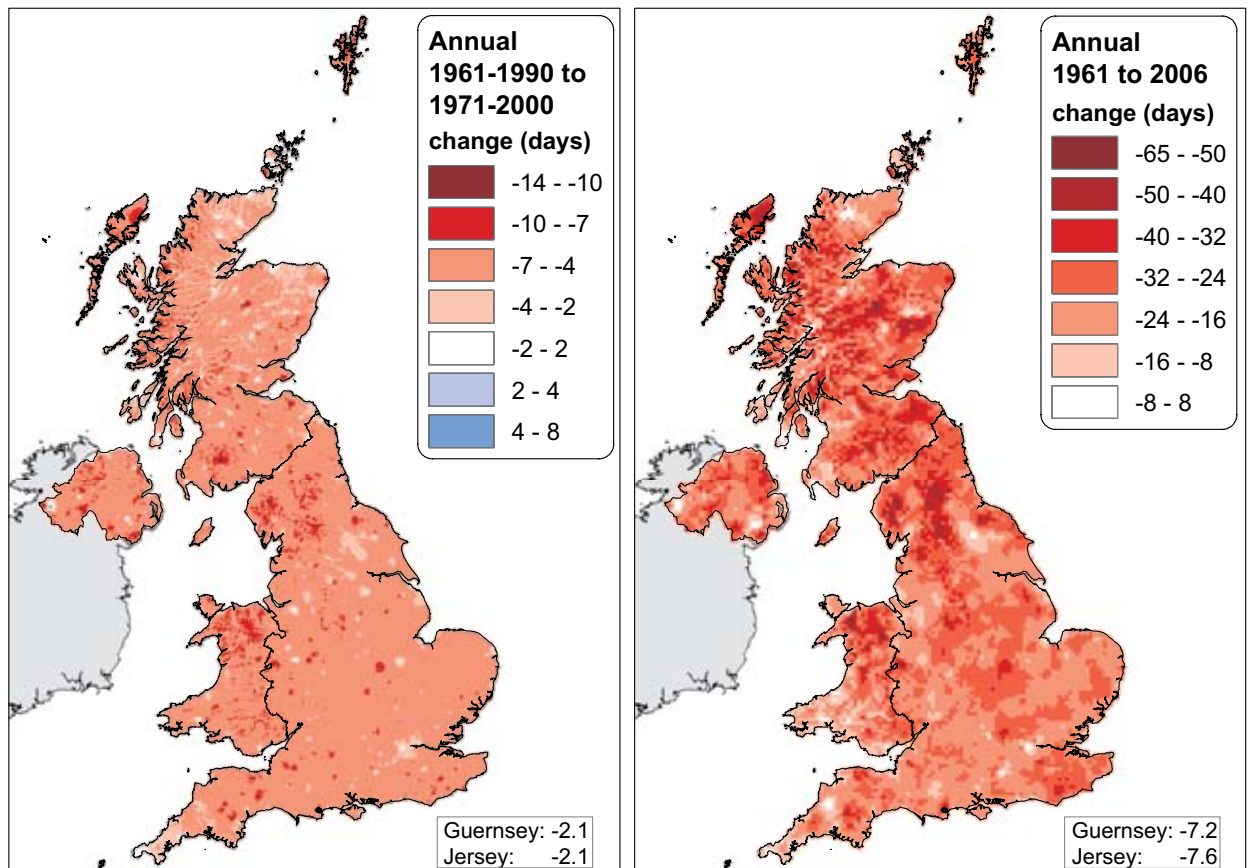 Annual
1961-1990 to
1971-2000
change (days)
-14 - -10
-10 - -7
-7 - -4
-4 - -2
-2 - 2
2 - 4
4 - 8
Guernsey: -2.1
Jersey: -2.1
Annual
1961 to 2006
change (days)
-65 - -50
-50 - -40
-40 - -32
-32 - -24
-24 - -16
-16 - -8
-8 - 8
Guernsey: -7.2
Jersey: -7.6